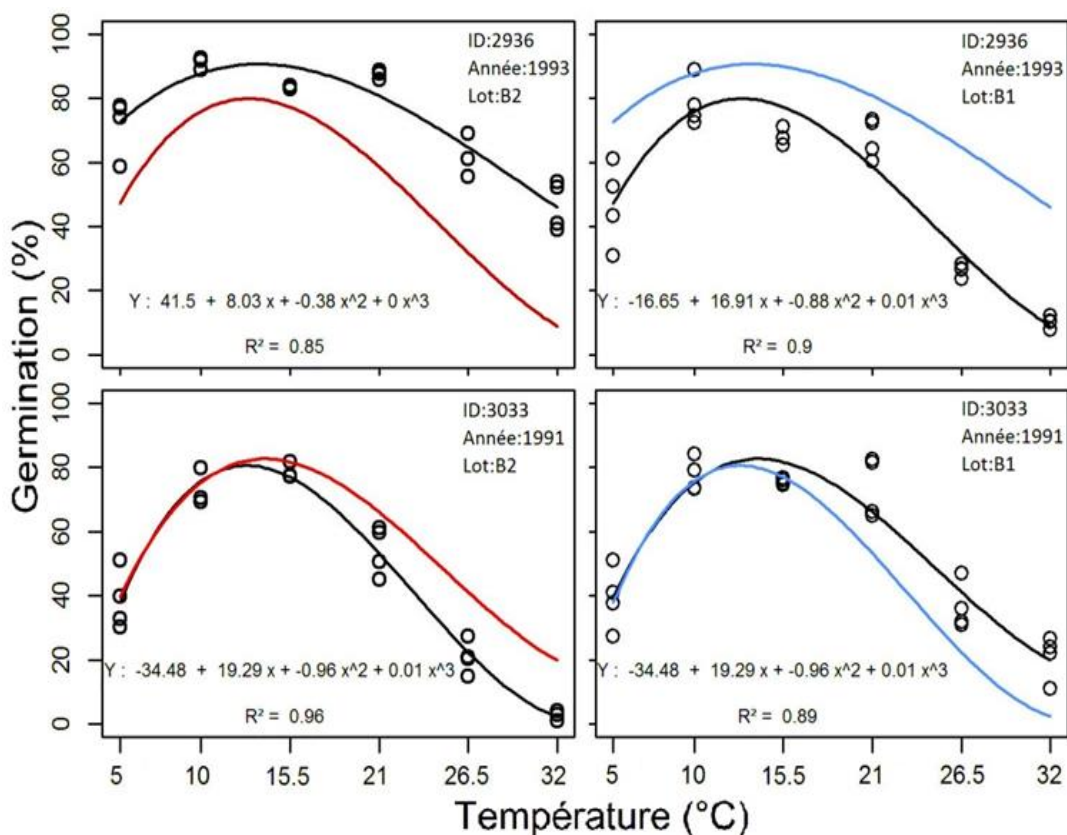 Germination (%)
100
80
60
40
20
0
ID:2936
Année:1993
Lot:B2
Y : 41.5 + 8.03 x + -0.38 x^2 + 0 x^3
R² = 0.85
ID:2936
Année:1993
Lot:B1
Y : -16.65 + 16.91 x + -0.88 x^2 + 0.01 x^3
R² = 0.9
100
80
60
40
20
0
ID:3033
Année:1991
Lot:B2
Y : -34.48 + 19.29 x + -0.96 x^2 + 0.01 x^3
R² = 0.96
ID:3033
Année:1991
Lot:B1
Y : -34.48 + 19.29 x + -0.96 x^2 + 0.01 x^3
R² = 0.89
5 10 15.5 21 26.5 32
5 10 15.5 21 26.5 32
Température (°C)